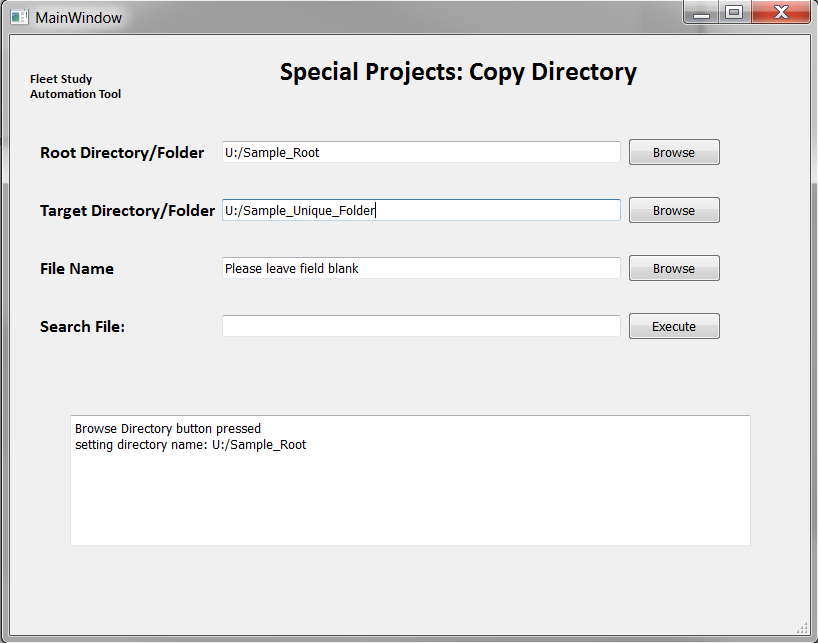 MainWindow
Special Projects: Copy Directory
Fleet Study
Automation Tool
Root Directory/Folder U:/Sample_Root Browse
Target Directory/Folder U:/Sample_Unique_Folder Browse
File Name Please leave field blank Browse
Search File: Execute
Browse Directory button pressed
setting directory name: U:/Sample_Root